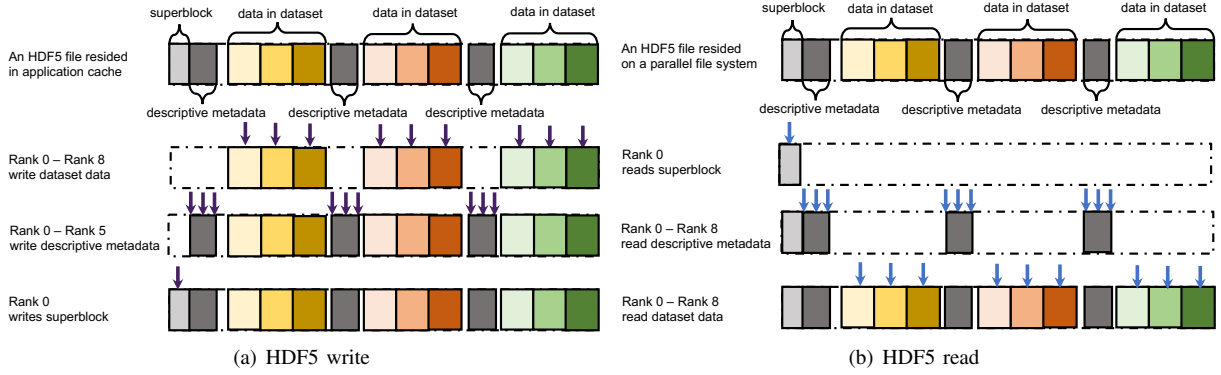 superblock
data in dataset
data in dataset
data in dataset
An HDF5 file resided
in application cache
descriptive metadata
descriptive metadata
descriptive metadata
Rank 0 – Rank 8
write dataset data
Rank 0 – Rank 5
write descriptive metadata
Rank 0
writes superblock
(a) HDF5 write
superblock
data in dataset
data in dataset
data in dataset
An HDF5 file resided
on a parallel file system
descriptive metadata
descriptive metadata
descriptive metadata
Rank 0
reads superblock
Rank 0 – Rank 8
read descriptive metadata
Rank 0 – Rank 8
read dataset data
(b) HDF5 read